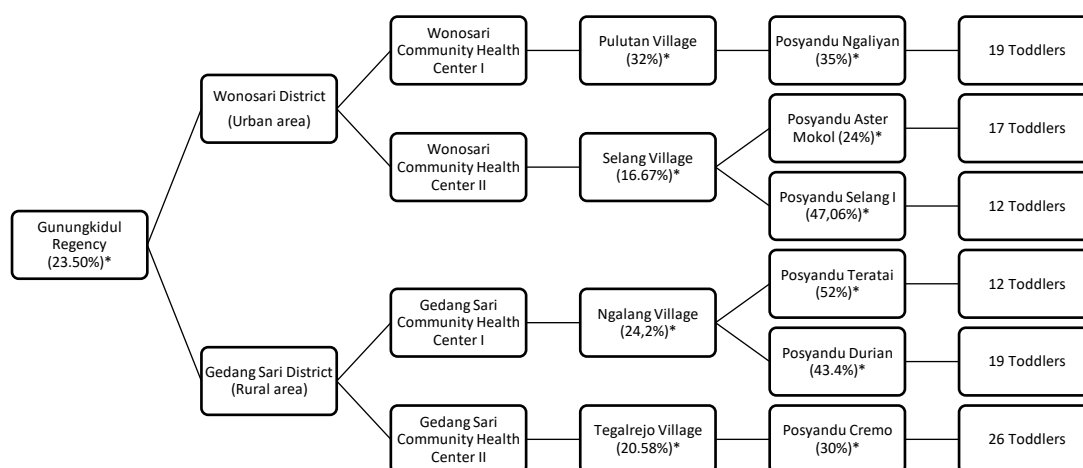 Gunungkidul
Regency
(23.50%)*
Wonosari District
(Urban area)
Gedang Sari District
(Rural area)
Wonosari
Community Health
Center I
Wonosari
Community Health
Center II
Gedang Sari
Community Health
Center I
Gedang Sari
Community Health
Center II
Pulutan Village
(32%)*
Selang Village
(16.67%)*
Ngalang Village
(24,2%)*
Tegalrejo Village
(20.58%)*
Posyandu Ngaliyan
(35%)*
Posyandu Aster
Mokol (24%)*
Posyandu Selang I
(47,06%)*
Posyandu Teratai
(52%)*
Posyandu Durian
(43.4%)*
Posyandu Cremo
(30%)*
19 Toddlers
17 Toddlers
12 Toddlers
12 Toddlers
19 Toddlers
26 Toddlers